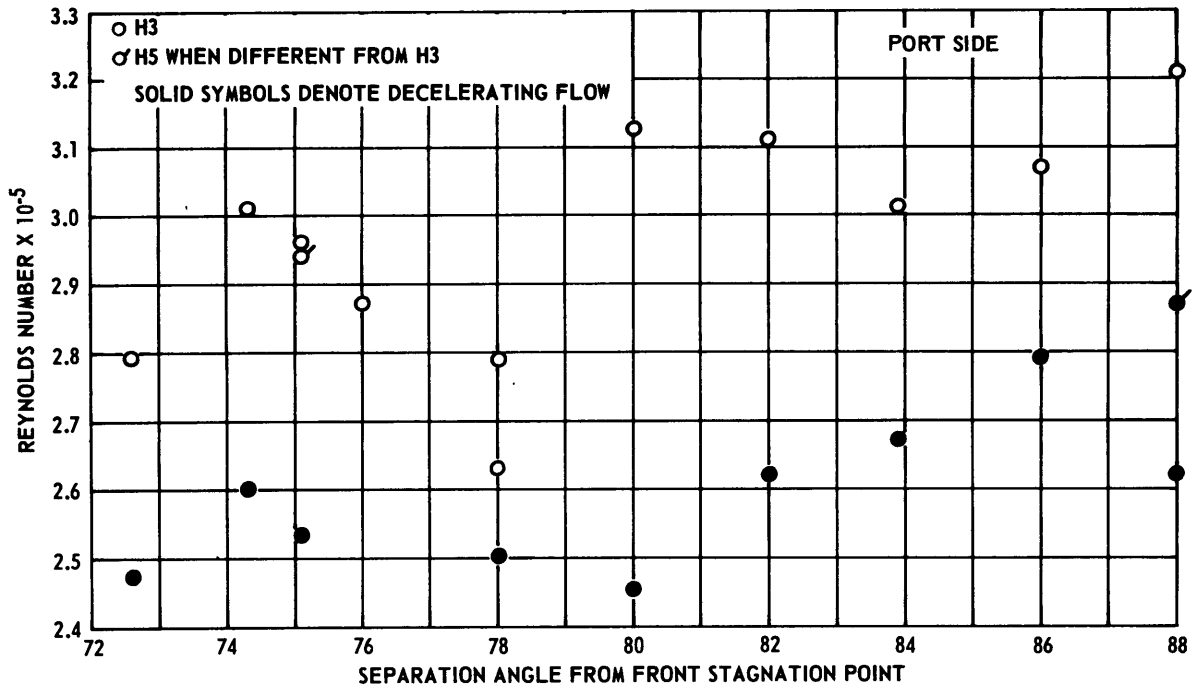 H3
H5 WHEN DIFFERENT FROM H3
SOLID SYMBOLS DENOTE DECELERATING FLOW
PORT SIDE
REYNOLDS NUMBER X 10-5
3.3
3.2
3.1
3.0
2.9
2.8
2.7
2.6
2.5
2.4
72 74 76 78 80 82 84 86 88
SEPARATION ANGLE FROM FRONT STAGNATION POINT